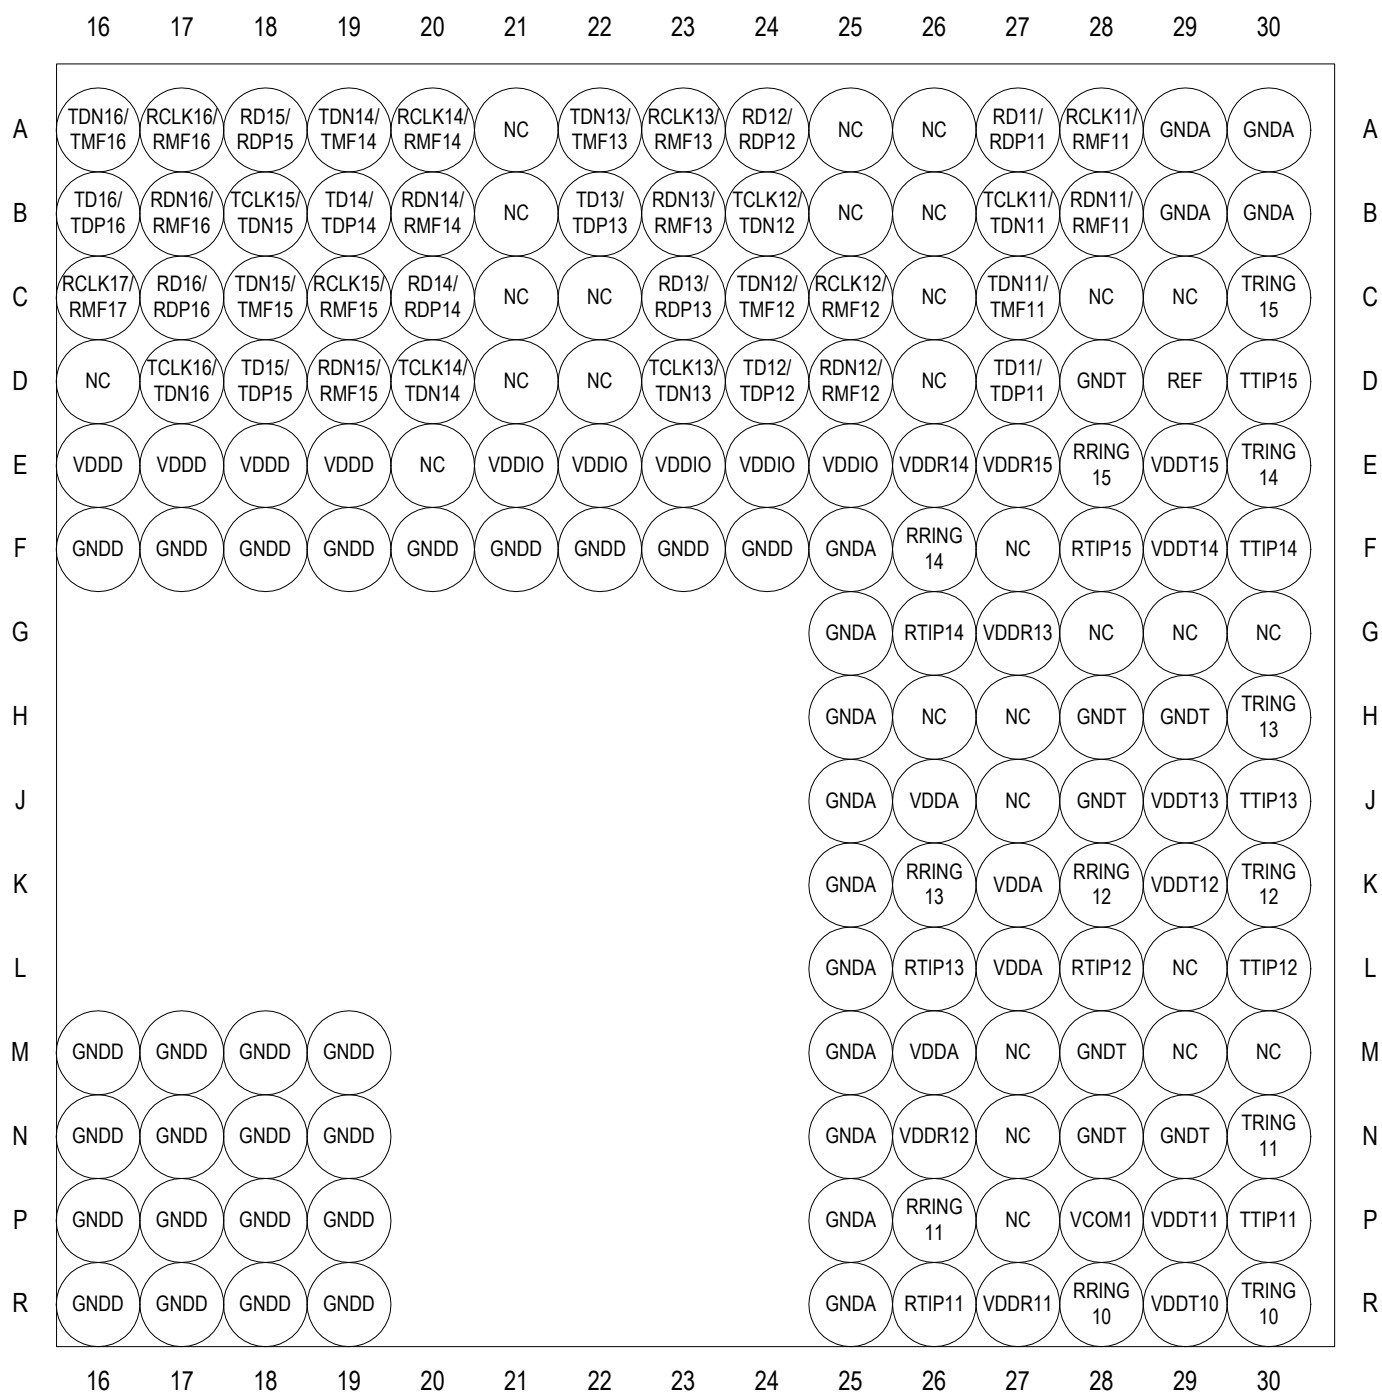 16 17 18 19 20 21 22 23 24 25 26 27 28 29 30
A TDN16/ TMF16 RCLK16/ RMF16 RD15/ RDP15 TDN14/ TMF14 RCLK14/ RMF14 NC TDN13/ TMF13 RCLK13/ RMF13 RD12/ RDP12 NC NC RD11/ RDP11 RCLK11/ RMF11 GNDA GNDA A
B TD16/ TDP16 RDN16/ RMF16 TCLK15/ TDN15 TD14/ TDP14 RDN14/ RMF14 NC TD13/ TDP13 RDN13/ RMF13 TCLK12/ TDN12 NC NC TCLK11/ TDN11 RDN11/ RMF11 GNDA GNDA B
C RCLK17/ RMF17 RD16/ RDP16 TDN15/ TMF15 RCLK15/ RMF15 RD14/ RDP14 NC NC RD13/ RDP13 TDN12/ TMF12 RCLK12/ RMF12 NC TDN11/ TMF11 NC NC TRING 15 C
D NC TCLK16/ TDN16 TD15/ TDP15 RDN15/ RMF15 TCLK14/ TDN14 NC NC TCLK13/ TDN13 TD12/ TDP12 RDN12/ RMF12 NC TD11/ TDP11 GNDT REF TTIP15 D
E VDDD VDDD VDDD VDDD NC VDDIO VDDIO VDDIO VDDIO VDDIO VDDR14 VDDR15 RRING 15 VDDT15 TRING 14 E
F GNDD GNDD GNDD GNDD GNDD GNDD GNDD GNDD GNDD GNDA RRING 14 NC RTIP15 VDDT14 TTIP14 F
G GNDA RTIP14 VDDR13 NC NC NC G
H GNDA NC NC GNDT GNDT TRING 13 H
J GNDA VDDA NC GNDT VDDT13 TTIP13 J
K GNDA RRING 13 VDDA RRING 12 VDDT12 TRING 12 K
L GNDA RTIP13 VDDA RTIP12 NC TTIP12 L
M GNDD GNDD GNDD GNDD GNDA VDDA NC GNDT NC NC M
N GNDD GNDD GNDD GNDD GNDA VDDR12 NC GNDT GNDT TRING 11 N
P GNDD GNDD GNDD GNDD GNDA RRING 11 NC VCOM1 VDDT11 TTIP11 P
R GNDD GNDD GNDD GNDD GNDA RTIP11 VDDR11 RRING 10 VDDT10 TRING 10 R
16 17 18 19 20 21 22 23 24 25 26 27 28 29 30